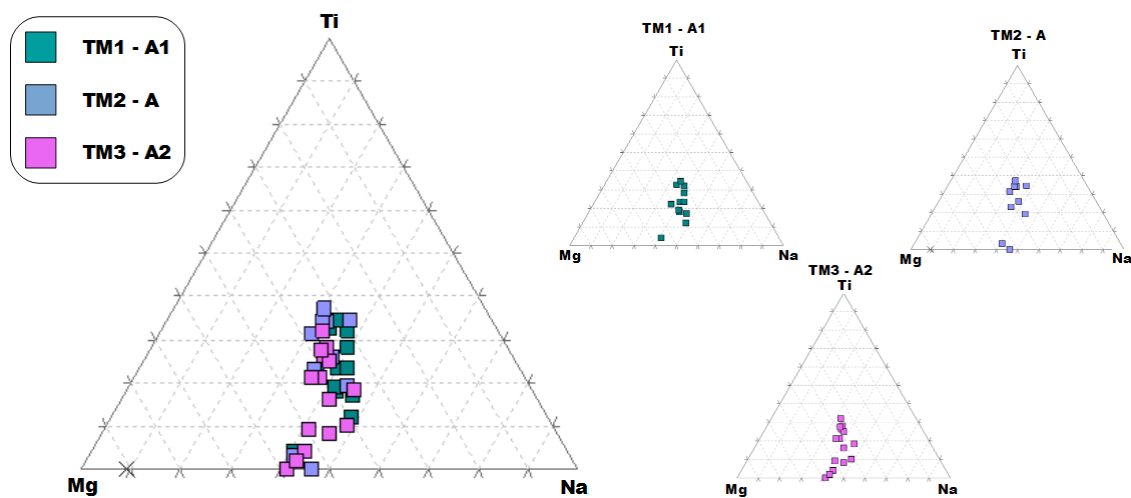 TM1 - A1
TM2 - A
TM3 - A2
Ti
Mg
Na
TM1 - A1
Ti
Mg
Na
TM2 - A
Ti
Mg
Na
TM3 - A2
Ti
Mg
Na